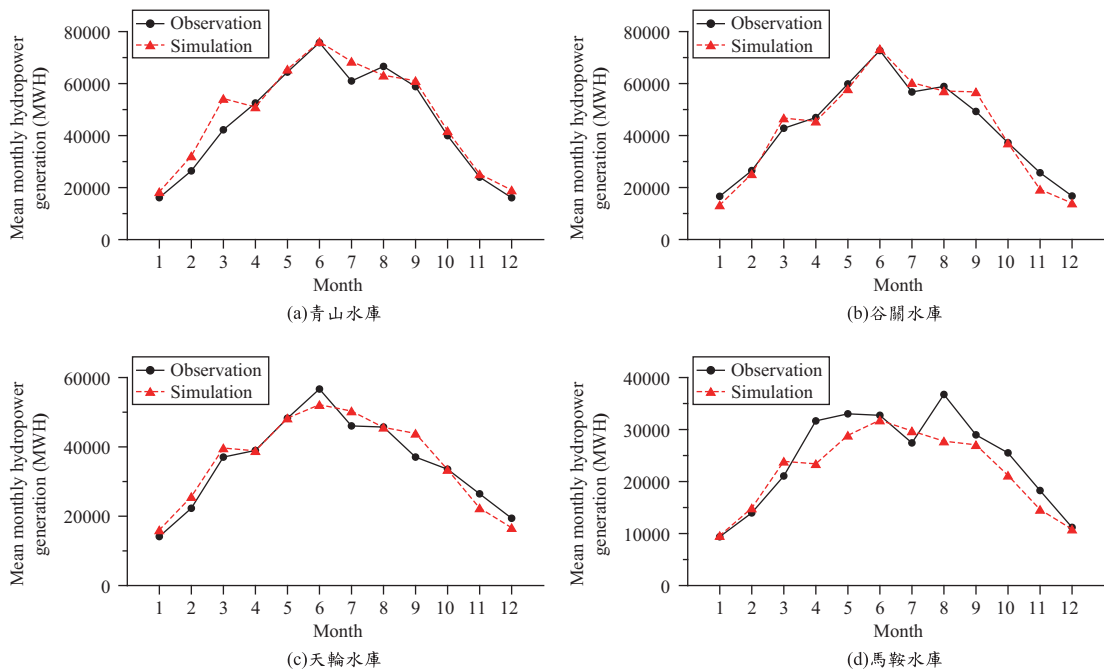 Observation
Simulation
Mean monthly hydropower
generation (MWH)
80000
60000
40000
20000
0
1 2 3 4 5 6 7 8 9 10 11 12
Month
(a)青山水庫
Observation
Simulation
Mean monthly hydropower
generation (MWH)
80000
60000
40000
20000
0
1 2 3 4 5 6 7 8 9 10 11 12
Month
(b)谷關水庫
Observation
Simulation
Mean monthly hydropower
generation (MWH)
60000
40000
20000
0
1 2 3 4 5 6 7 8 9 10 11 12
Month
(c)天輪水庫
Observation
Simulation
Mean monthly hydropower
generation (MWH)
40000
30000
20000
10000
0
1 2 3 4 5 6 7 8 9 10 11 12
Month
(d)馬鞍水庫